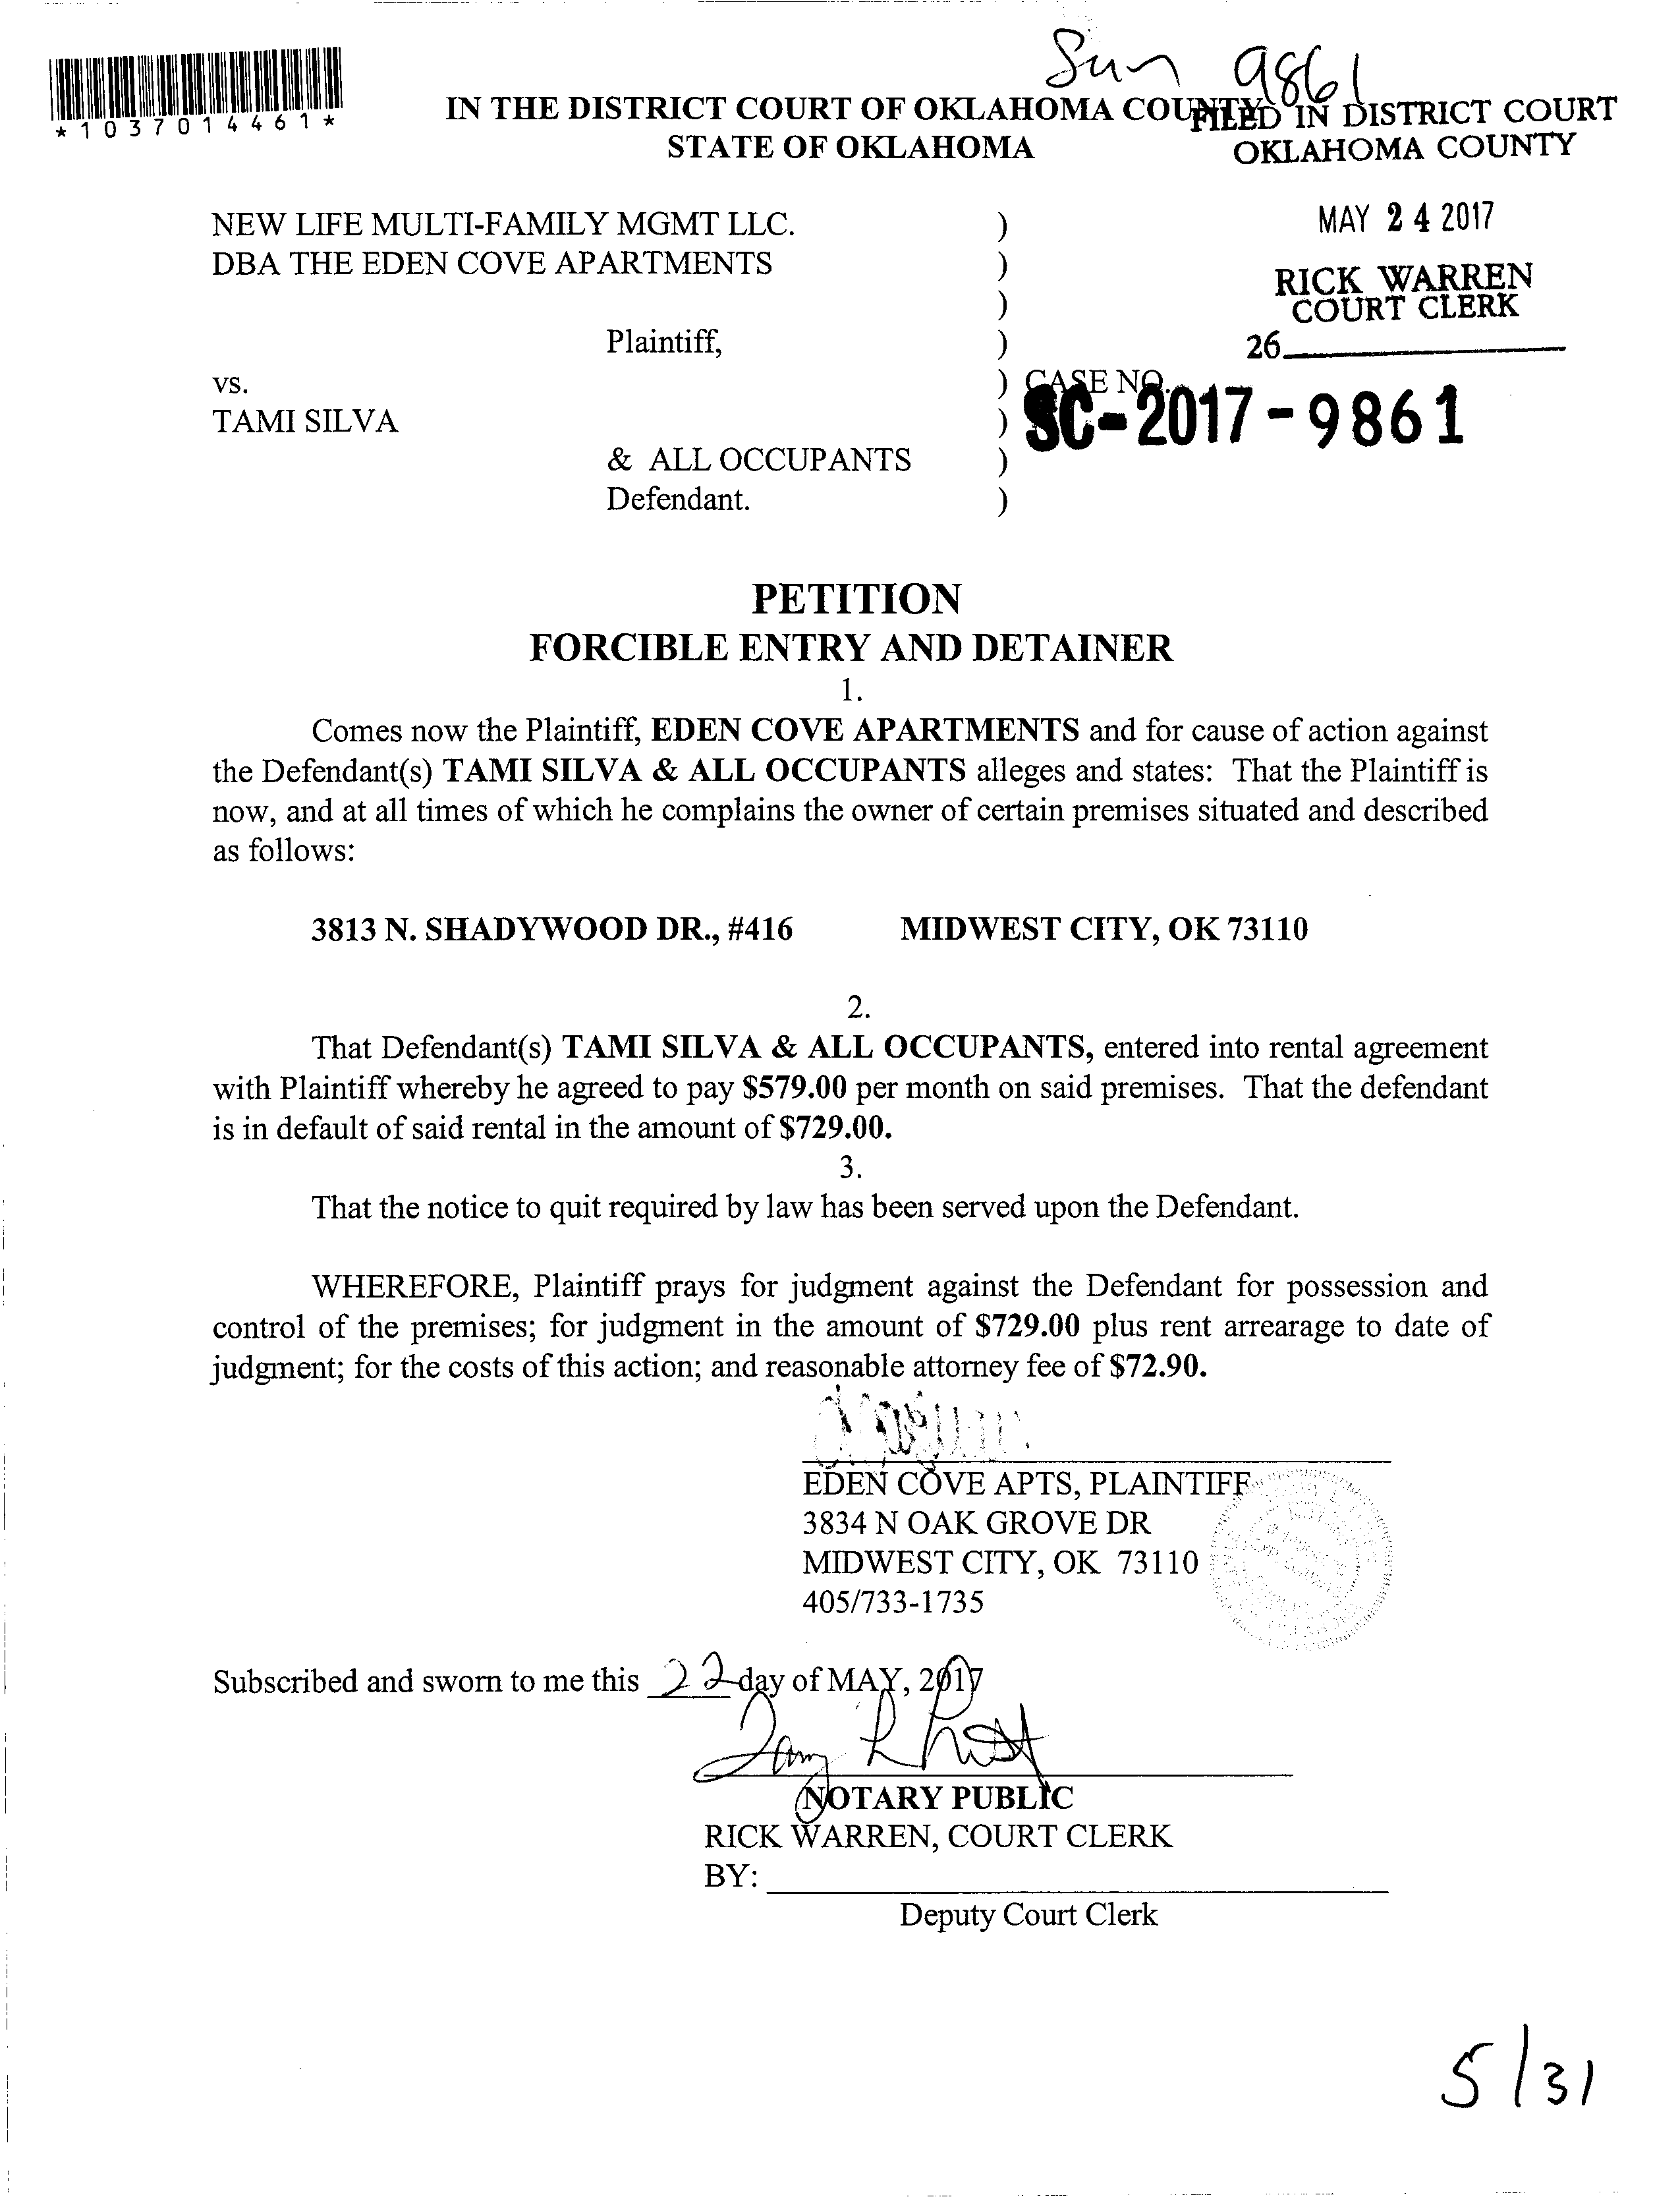 Sum 9861
*1037014461*
IN THE DISTRICT COURT OF OKLAHOMA COUNTY
STATE OF OKLAHOMA
FILED IN DISTRICT COURT
OKLAHOMA COUNTY
MAY 24 2017
RICK WARREN
COURT CLERK
26
NEW LIFE MULTI-FAMILY MGMT LLC. )
DBA THE EDEN COVE APARTMENTS )
)
Plaintiff, )
vs. ) CASE NO.
SC-2017-9861
TAMI SILVA )
& ALL OCCUPANTS )
Defendant. )
PETITION
FORCIBLE ENTRY AND DETAINER
1.
Comes now the Plaintiff, EDEN COVE APARTMENTS and for cause of action against
the Defendant(s) TAMI SILVA & ALL OCCUPANTS alleges and states: That the Plaintiff is
now, and at all times of which he complains the owner of certain premises situated and described
as follows:
3813 N. SHADYWOOD DR., #416 MIDWEST CITY, OK 73110
2.
That Defendant(s) TAMI SILVA & ALL OCCUPANTS, entered into rental agreement
with Plaintiff whereby he agreed to pay $579.00 per month on said premises. That the defendant
is in default of said rental in the amount of $729.00.
3.
That the notice to quit required by law has been served upon the Defendant.
WHEREFORE, Plaintiff prays for judgment against the Defendant for possession and
control of the premises; for judgment in the amount of $729.00 plus rent arrearage to date of
judgment; for the costs of this action; and reasonable attorney fee of $72.90.
EDEN COVE APTS, PLAINTIFF
3834 N OAK GROVE DR
MIDWEST CITY, OK 73110
405/733-1735
Subscribed and sworn to me this 22 day of MAY, 2017
NOTARY PUBLIC
RICK WARREN, COURT CLERK
BY:
Deputy Court Clerk
5/31